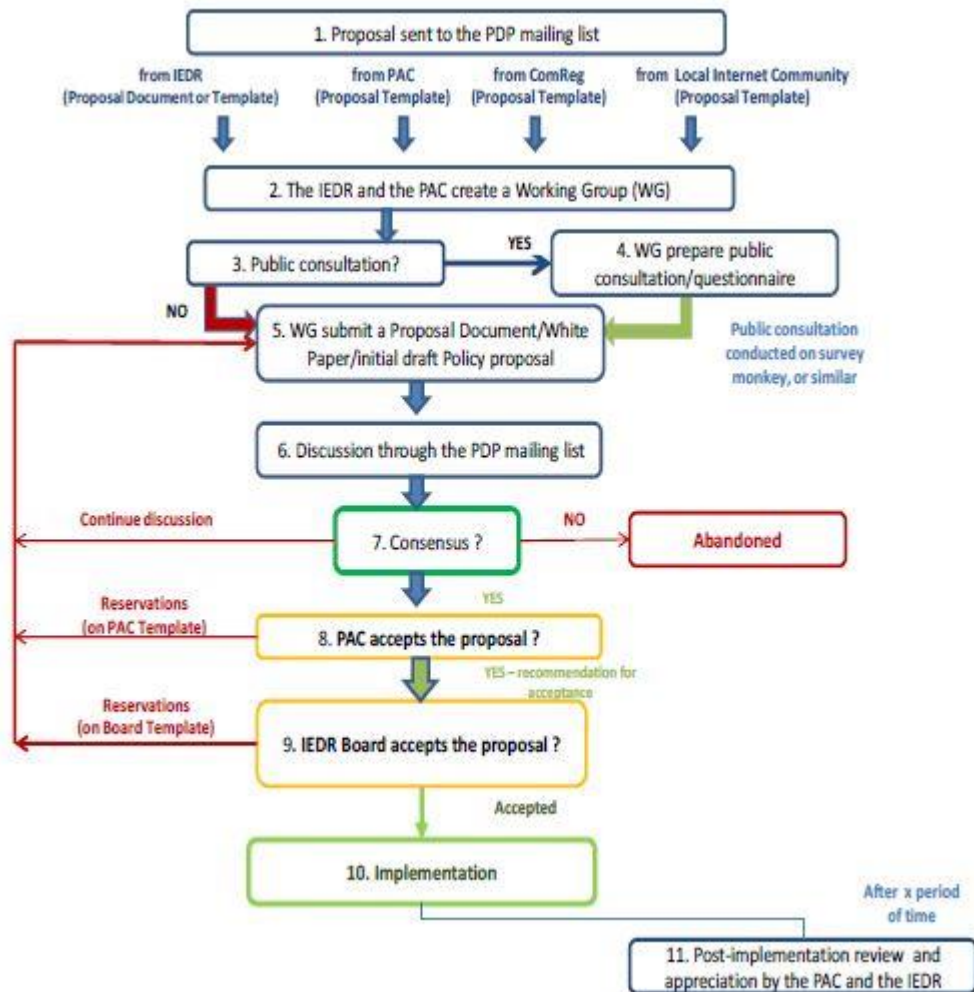 1. Proposal sent to the PDP mailing list
from IEDR
(Proposal Document or Template)
from PAC
(Proposal Template)
from ComReg
(Proposal Template)
from Local Internet Community
(Proposal Template)
2. The IEDR and the PAC create a Working Group (WG)
3. Public consultation?
YES
4. WG prepare public
consultation/questionnaire
NO
5. WG submit a Proposal Document/White
Paper/initial draft Policy proposal
Public consultation
conducted on survey
monkey, or similar
6. Discussion through the PDP mailing list
Continue discussion
7. Consensus ?
NO
Abandoned
YES
Reservations
(on PAC Template)
8. PAC accepts the proposal ?
YES – recommendation for
acceptance
Reservations
(on Board Template)
9. IEDR Board accepts the proposal ?
Accepted
10. Implementation
After x period
of time
11. Post-implementation review and
appreciation by the PAC and the IEDR